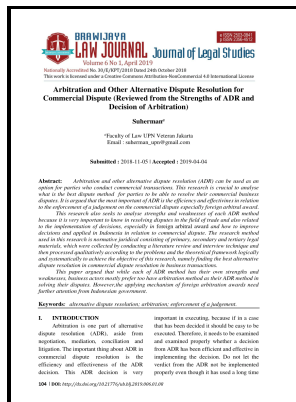 BRAWIJAYA
LAW JOURNAL Journal of Legal Studies
Volume 6 No 1, April 2019
Nationally Accredited No. 30/E/KPT/2018 Dated 24th October 2018
This work is licensed under a Creative Commons Attribution-NonCommercial 4.0 International License
Arbitration and Other Alternative Dispute Resolution for
Commercial Dispute (Reviewed from the Strengths of ADR and
Decision of Arbitration)
Suherman
Faculty of Law UPN Veteran Jakarta
Email : suherman_upn@gmail.com
Submitted : 2018-11-05 | Accepted : 2019-04-04
Abstract: Arbitration and other alternative dispute resolution (ADR) can be used as an
option for parties who conduct commercial transactions. This research is crucial to analyse
what is the best dispute method for parties to be able to resolve their commercial business
disputes. It is argued that the most important of ADR is the efficiency and effectiveness in relation
to the enforcement of a judgement on the commercial dispute especially foreign arbitral award.
This research also seeks to analyse strengths and weaknesses of each ADR method
because it is very important to know in resolving disputes to the field of trade and also related
to the implementation of decisions, especially in foreign arbitral award and how to improve
decisions and applied in Indonesia in relation to commercial dispute. The research method
used in this research is normative juridical consisting of primary, secondary and tertiary legal
materials, which were collected by conducting a literature review and interview technique and
then processed qualitatively according to the problems and the theoretical framework logically
and systematically to achieve the objective of this research, namely finding the best alternative
dispute resolution in commercial dispute resolution in business transactions.
This paper argued that while each of ADR method has their own strengths and
weaknesses, business actors mostly prefer to have arbitration method as their ADR method in
solving their disputes. However,the applying mechanism of foreign arbitral awards need
further attention from Indonesian government.
Keywords: alternative dispute resolution; arbitration; enforcement of a judgement.
I. INTRODUCTION
Arbitration is one part of alternative
dispute resolution (ADR), aside from
negotiation, mediation, conciliation and
litigation. The important thing about ADR in
commercial dispute resolution is the
efficiency and effectiveness of the ADR
decision. This ADR decision is very
important in executing, because if in a case
that has been decided it should be easy to be
executed. Therefore, it needs to be examined
and examined properly whether a decision
from ADR has been efficient and effective in
implementing the decision. Do not let the
verdict from the ADR not be implemented
properly even though it has used a long time
104 | DOI: http://dx.doi.org/10.21776/ub.blj.2019.006.01.08